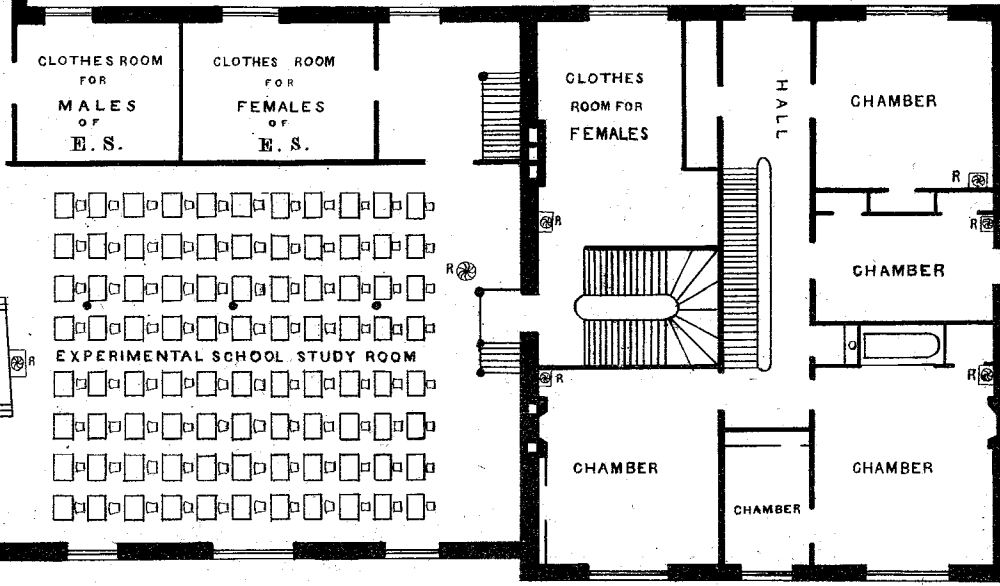 CLOTHES ROOM
FOR
MALES
OF
E. S.
CLOTHES ROOM
FOR
FEMALES
OF
E. S.
CLOTHES
ROOM FOR
FEMALES
HALL
CHAMBER
R
R
R
R
CHAMBER
R
EXPERIMENTAL SCHOOL STUDY ROOM
R
R
CHAMBER
CHAMBER
CHAMBER